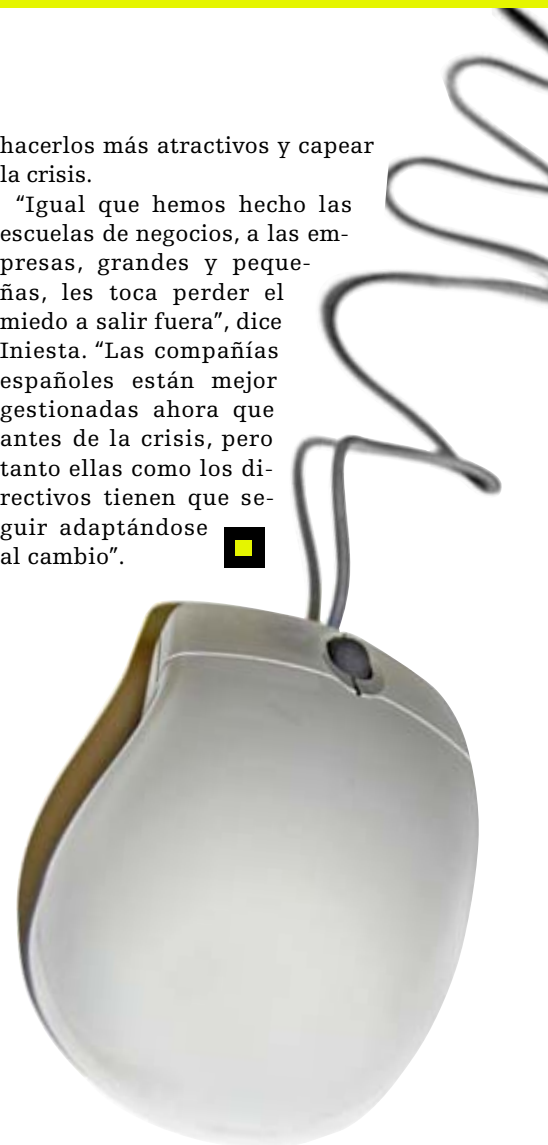 hacerlos más atractivos y capear
la crisis.
“Igual que hemos hecho las
escuelas de negocios, a las em-
presas, grandes y peque-
ñas, les toca perder el
miedo a salir fuera”, dice
Iniesta. “Las compañías
españoles están mejor
gestionadas ahora que
antes de la crisis, pero
tanto ellas como los di-
rectivos tienen que se-
guir adaptándose
al cambio”.